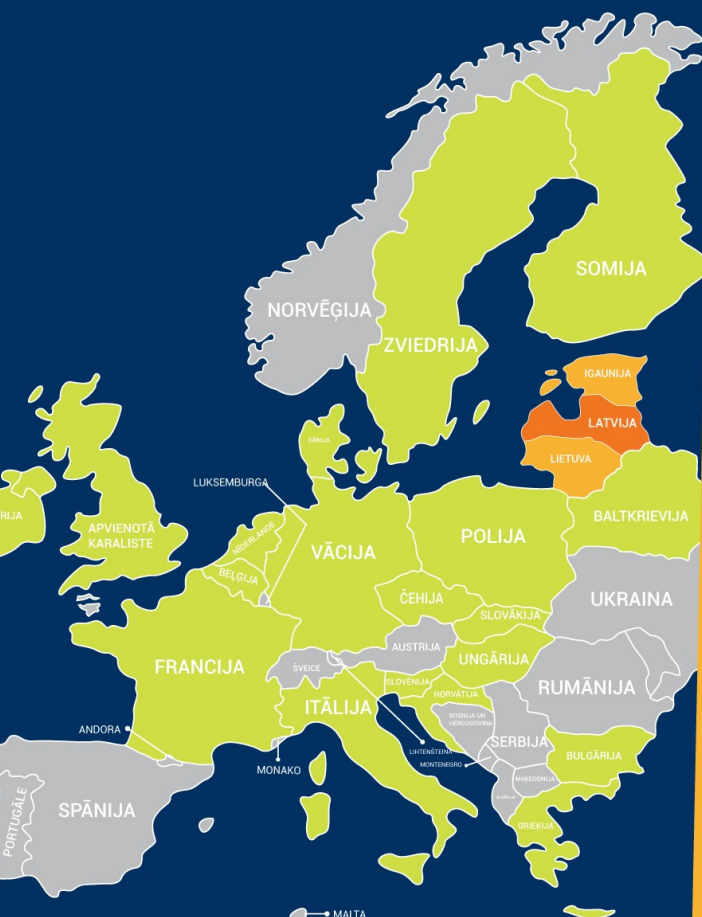 SOMIJA
NORVĒĢIJA
ZVIEDRIJA
IGAUNIJA
LATVIJA
LIETUVA
DĀNIJA
LUKSEMBURGA
RIJA
APVIENOTĀ
KARALISTE
NĪDERLANDE
BEĻĢIJA
VĀCIJA
POLIJA
BALTKRIEVIJA
ČEHIJA
SLOVĀKIJA
UKRAINA
AUSTRIJA
UNGĀRIJA
FRANCIJA
ŠVEICE
SLOVĒNIJA
HORVĀTIJA
RUMĀNIJA
ITĀLIJA
BOSNIJA UN
HERCOGOVINA
ANDORA
SERBIJA
LIHTENŠTEINA
MONTENEGRO
BULGĀRIJA
MONAKO
MAĶEDONIJA
PORTUGĀLE
SPĀNIJA
GRIEĶIJA
MALTA